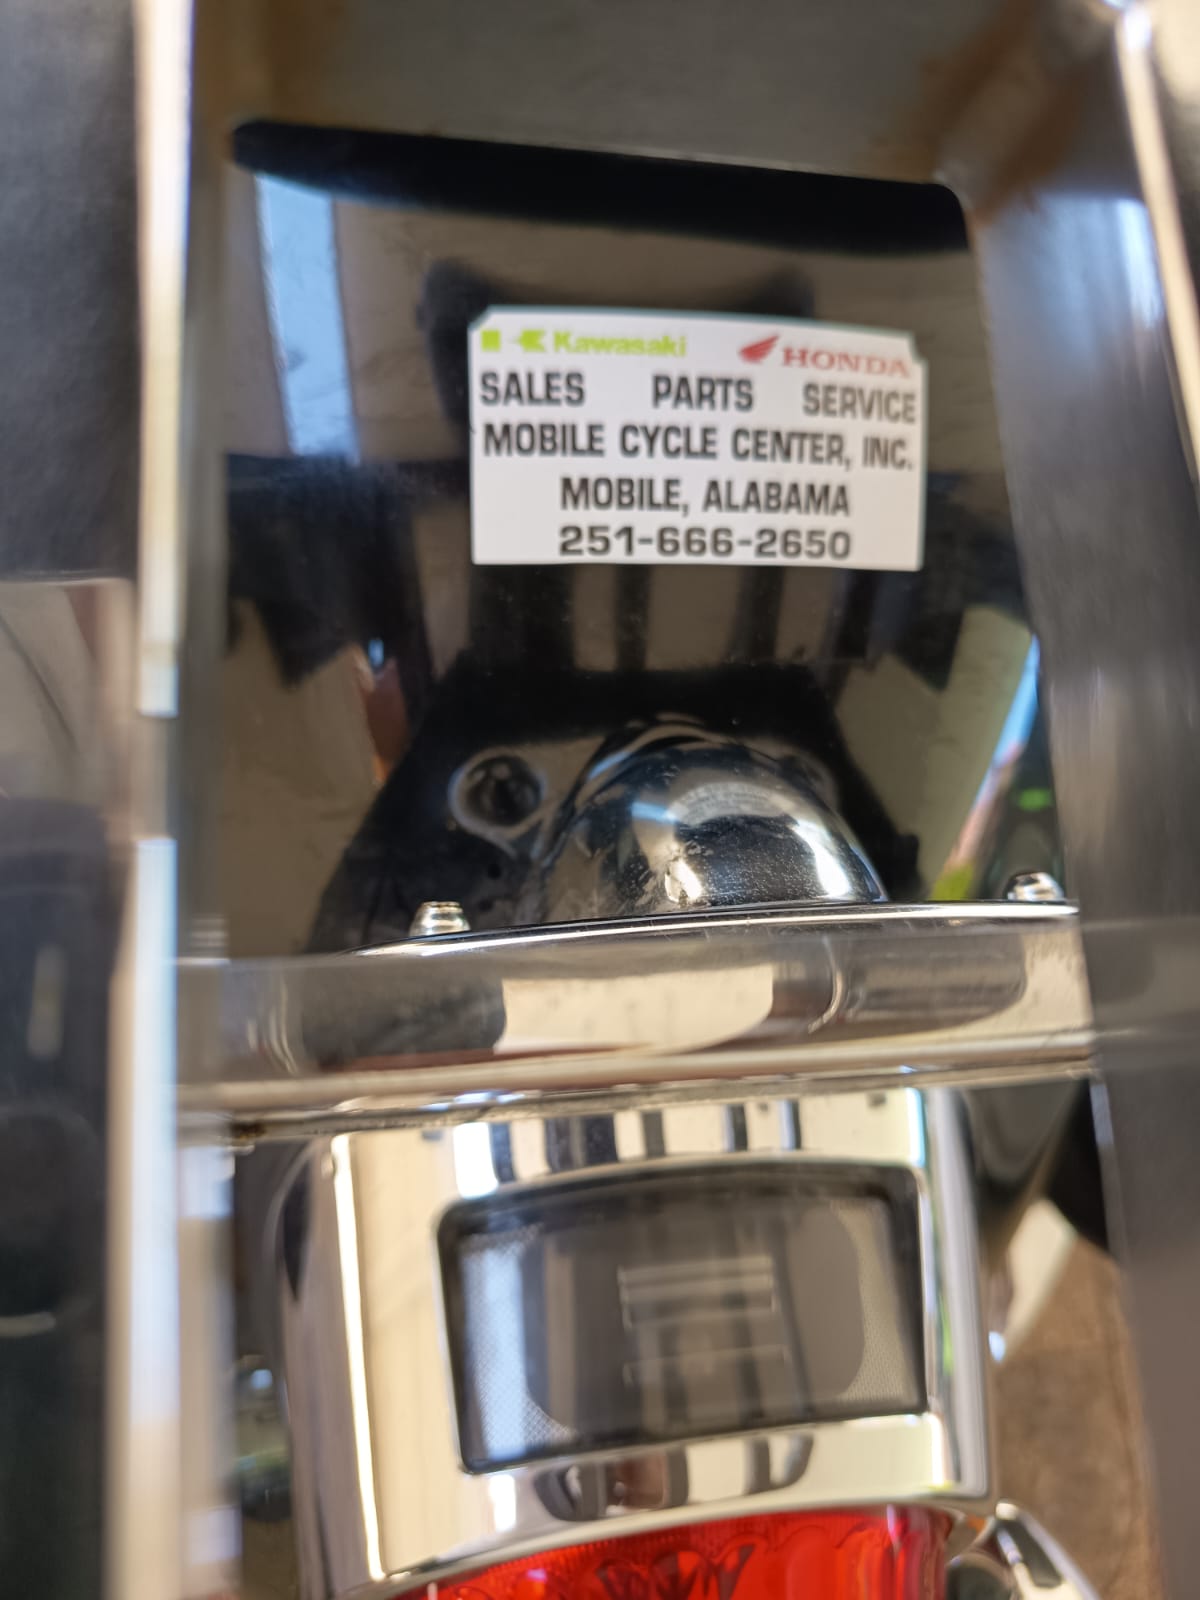 Kawasaki HONDA
SALES PARTS SERVICE
MOBILE CYCLE CENTER, INC.
MOBILE, ALABAMA
251-666-2650